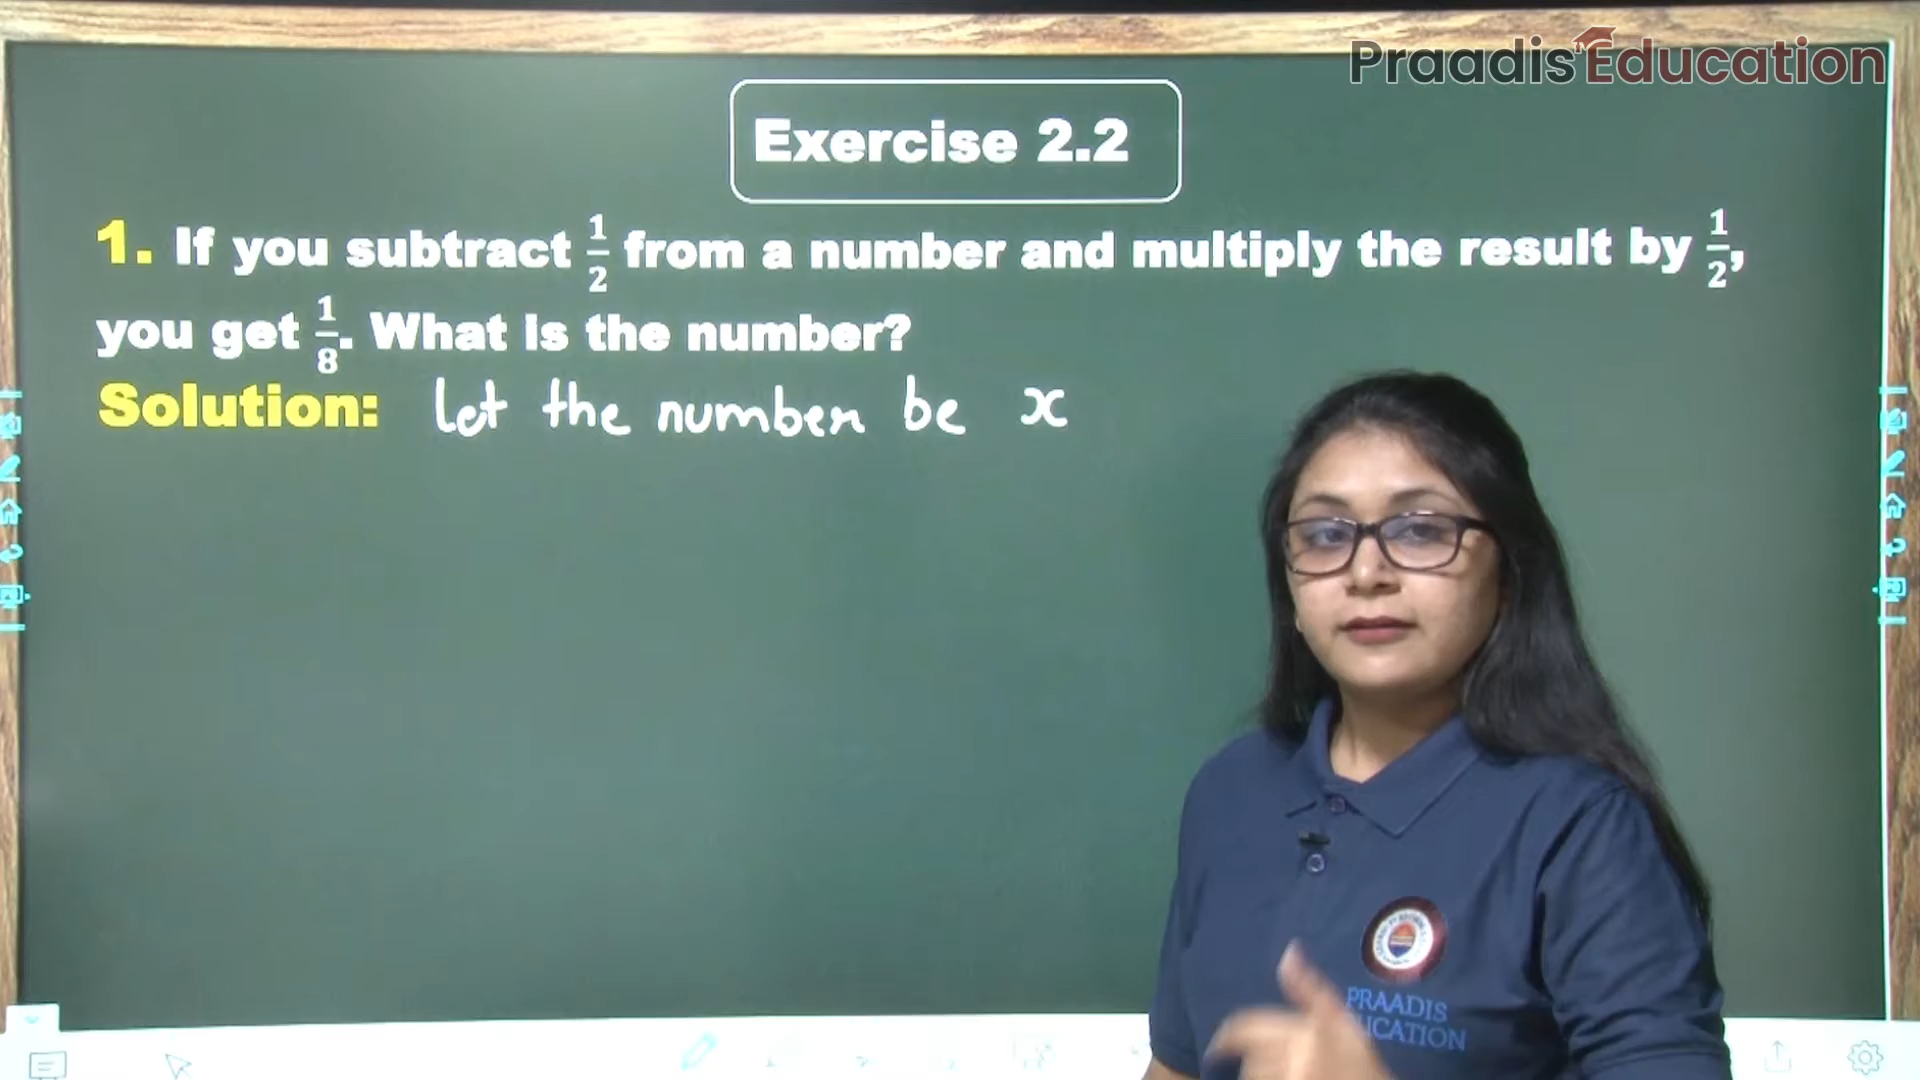 Praadis Education
Exercise 2.2
1. If you subtract 1/2 from a number and multiply the result by 1/2,
you get 1/8. What is the number?
Solution: Let the number be x
PRAADIS